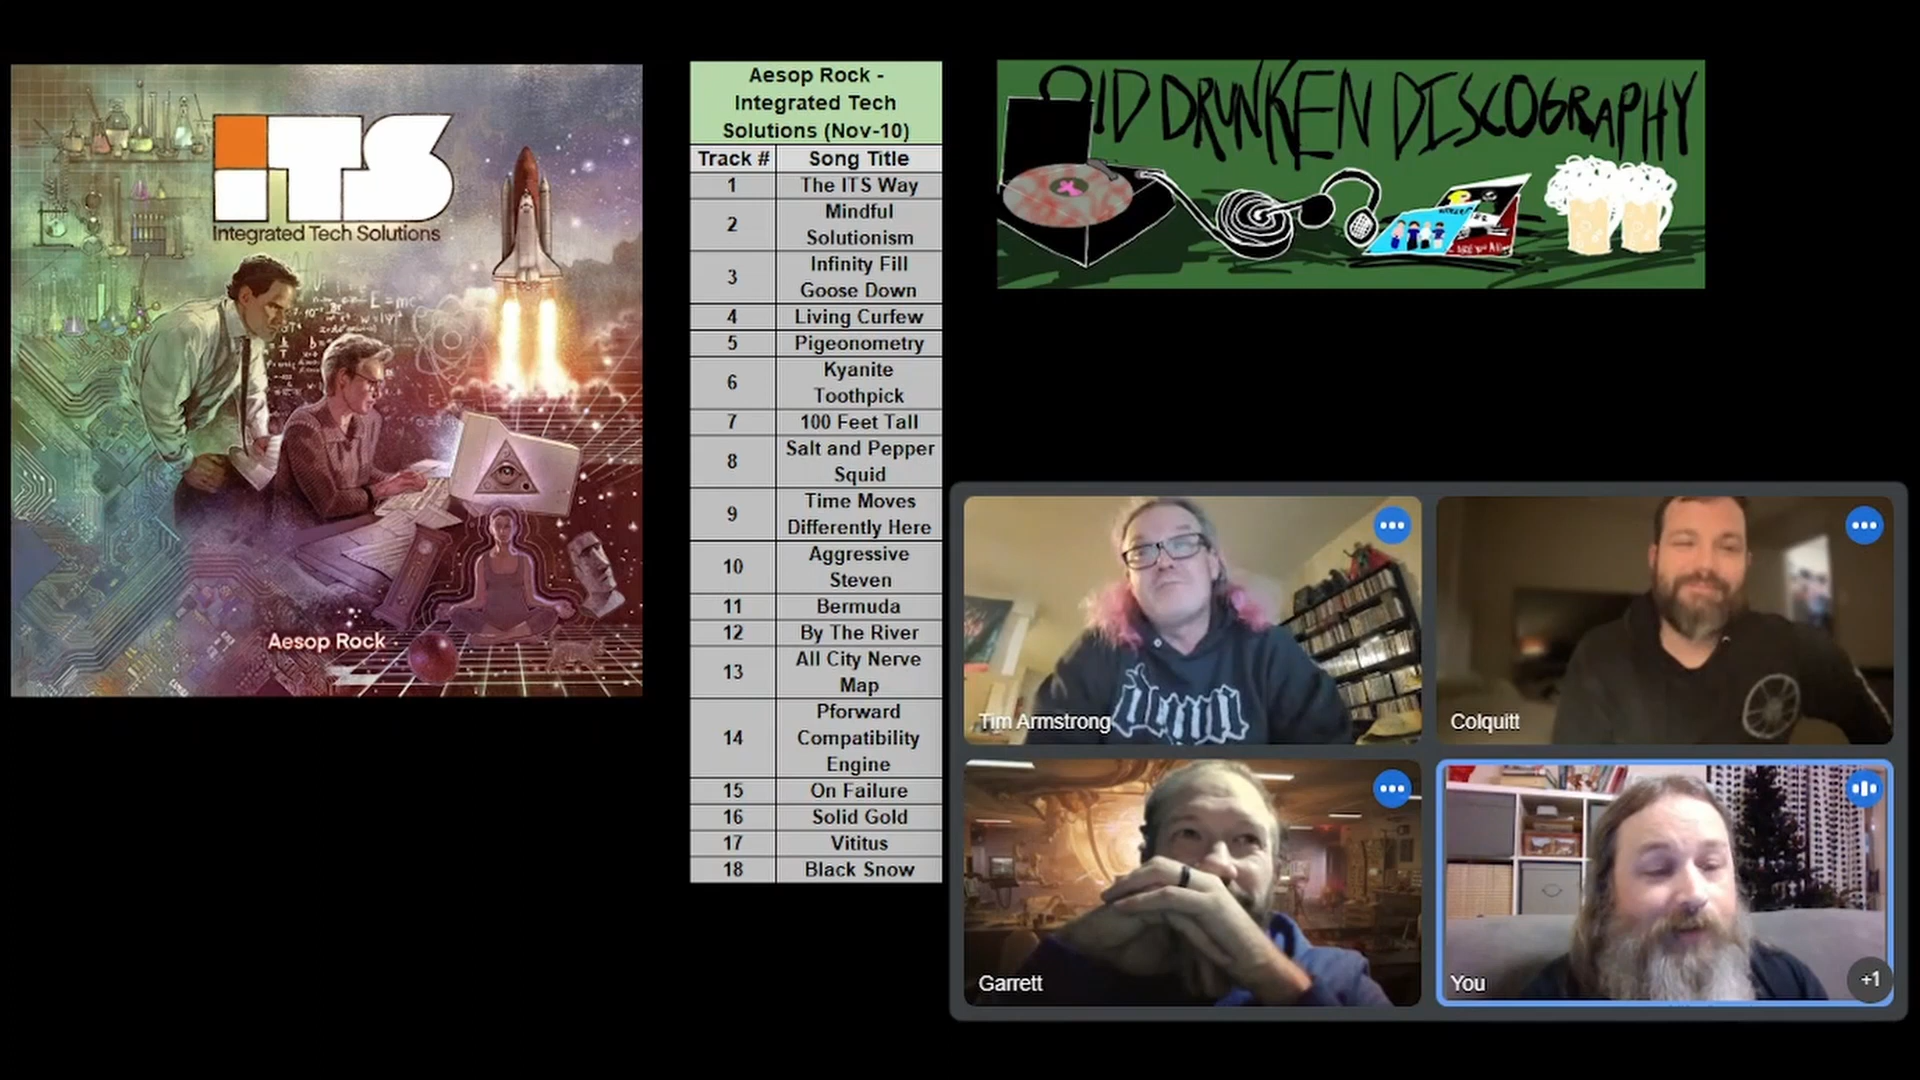 iTS
Integrated Tech Solutions
E=mc
Aesop Rock
Aesop Rock -
Integrated Tech
Solutions (Nov-10)
Track # Song Title
1 The ITS Way
2 Mindful
Solutionism
3 Infinity Fill
Goose Down
4 Living Curfew
5 Pigeonometry
6 Kyanite
Toothpick
7 100 Feet Tall
8 Salt and Pepper
Squid
9 Time Moves
Differently Here
10 Aggressive
Steven
11 Bermuda
12 By The River
13 All City Nerve
Map
14 Pforward
Compatibility
Engine
15 On Failure
16 Solid Gold
17 Vititus
18 Black Snow
DID DRUNKEN DISCOGRAPHY
Tim Armstrong
Colquitt
Garrett
You
+1